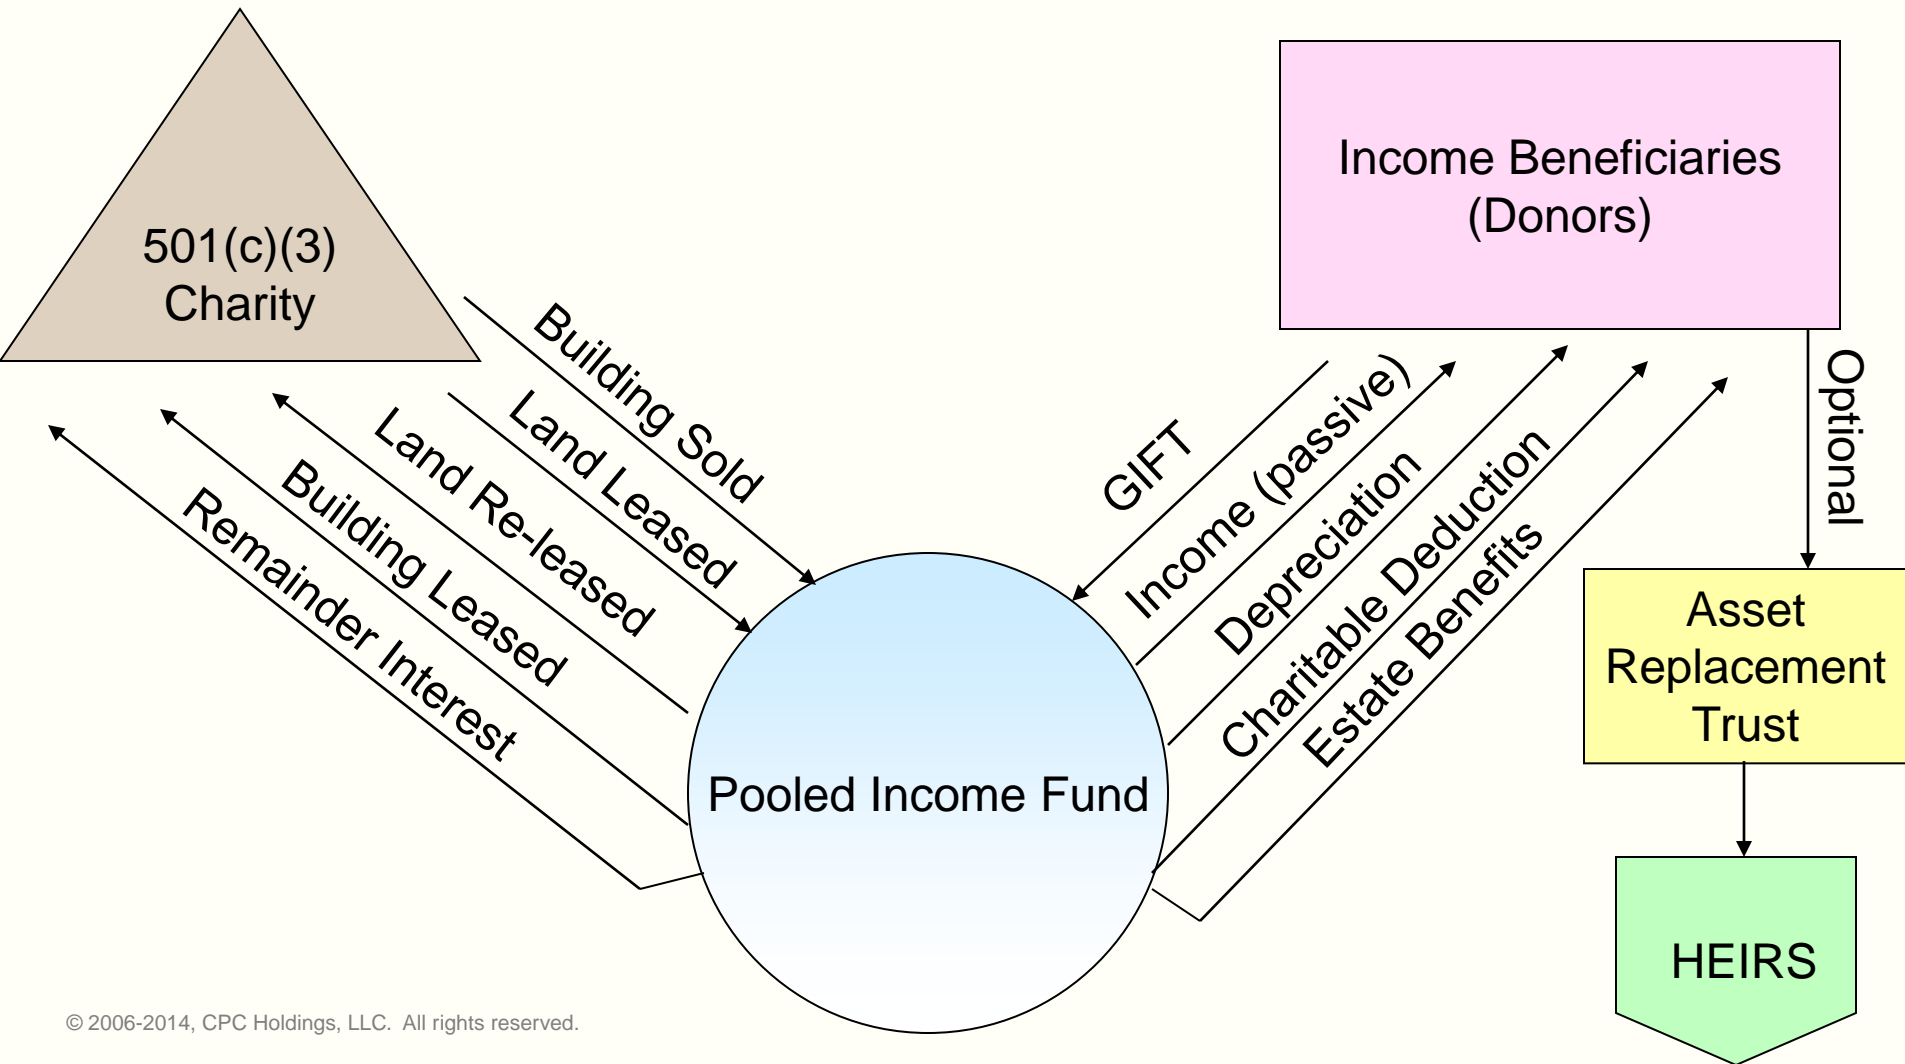 501(c)(3)
Charity
Income Beneficiaries
(Donors)
Building Sold
Land Leased
Land Re-leased
Building Leased
Remainder Interest
GIFT
Income (passive)
Depreciation
Charitable Deduction
Estate Benefits
Optional
Pooled Income Fund
Asset
Replacement
Trust
HEIRS
© 2006-2014, CPC Holdings, LLC. All rights reserved.